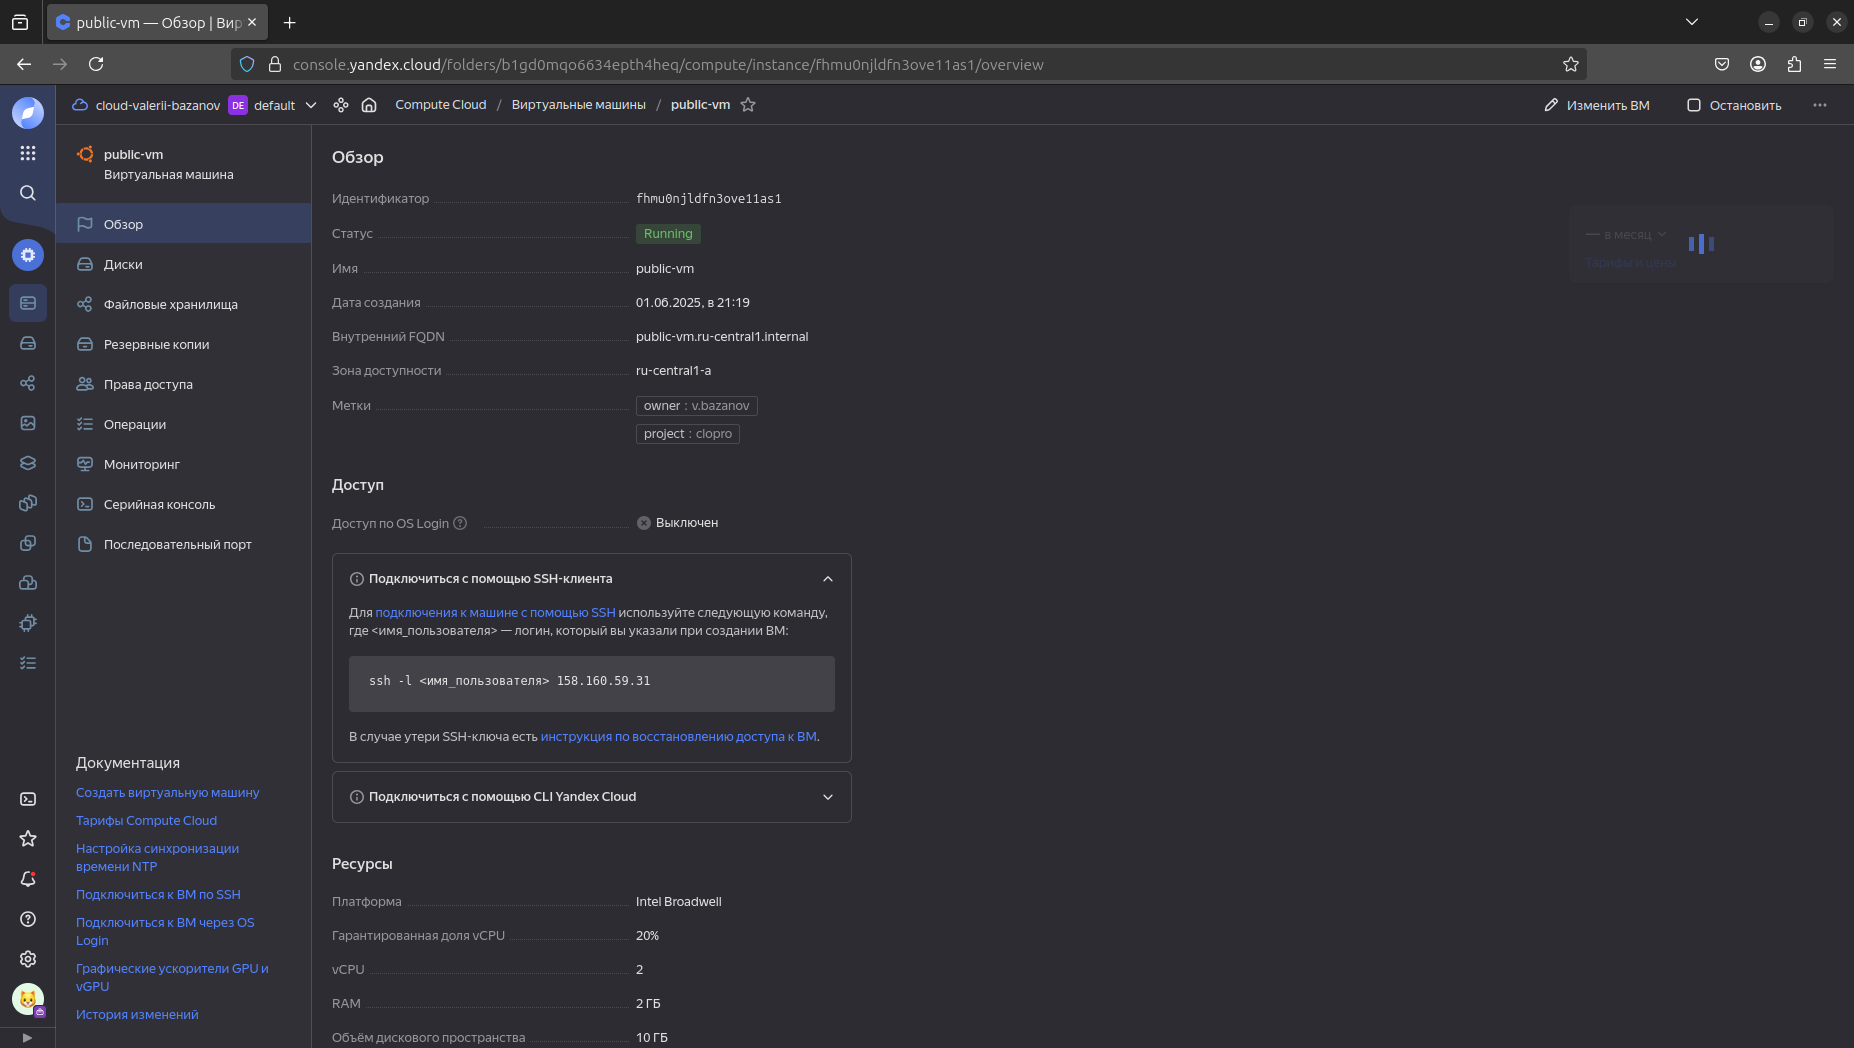 public-vm — Обзор | Вир
console.yandex.cloud/folders/b1gd0mqo6634epth4heq/compute/instance/fhmu0njldfn3ove11as1/overview
cloud-valerii-bazanov DE default Compute Cloud / Виртуальные машины / public-vm
Изменить ВМ Остановить
public-vm
Виртуальная машина
Обзор
Диски
Файловые хранилища
Резервные копии
Права доступа
Операции
Мониторинг
Серийная консоль
Последовательный порт
Документация
Создать виртуальную машину
Тарифы Compute Cloud
Настройка синхронизации
времени NTP
Подключиться к ВМ по SSH
Подключиться к ВМ через OS
Login
Графические ускорители GPU и
vGPU
История изменений
Обзор
Идентификатор fhmu0njldfn3ove11as1
Статус Running
Имя public-vm
Дата создания 01.06.2025, в 21:19
Внутренний FQDN public-vm.ru-central1.internal
Зона доступности ru-central1-a
Метки owner : v.bazanov
project : clopro
— в месяц
Тарифы и цены
Доступ
Доступ по OS Login Выключен
Подключиться с помощью SSH-клиента
Для подключения к машине с помощью SSH используйте следующую команду,
где <имя_пользователя> — логин, который вы указали при создании ВМ:
ssh -l <имя_пользователя> 158.160.59.31
В случае утери SSH-ключа есть инструкция по восстановлению доступа к ВМ.
Подключиться с помощью CLI Yandex Cloud
Ресурсы
Платформа Intel Broadwell
Гарантированная доля vCPU 20%
vCPU 2
RAM 2 ГБ
Объём дискового пространства 10 ГБ